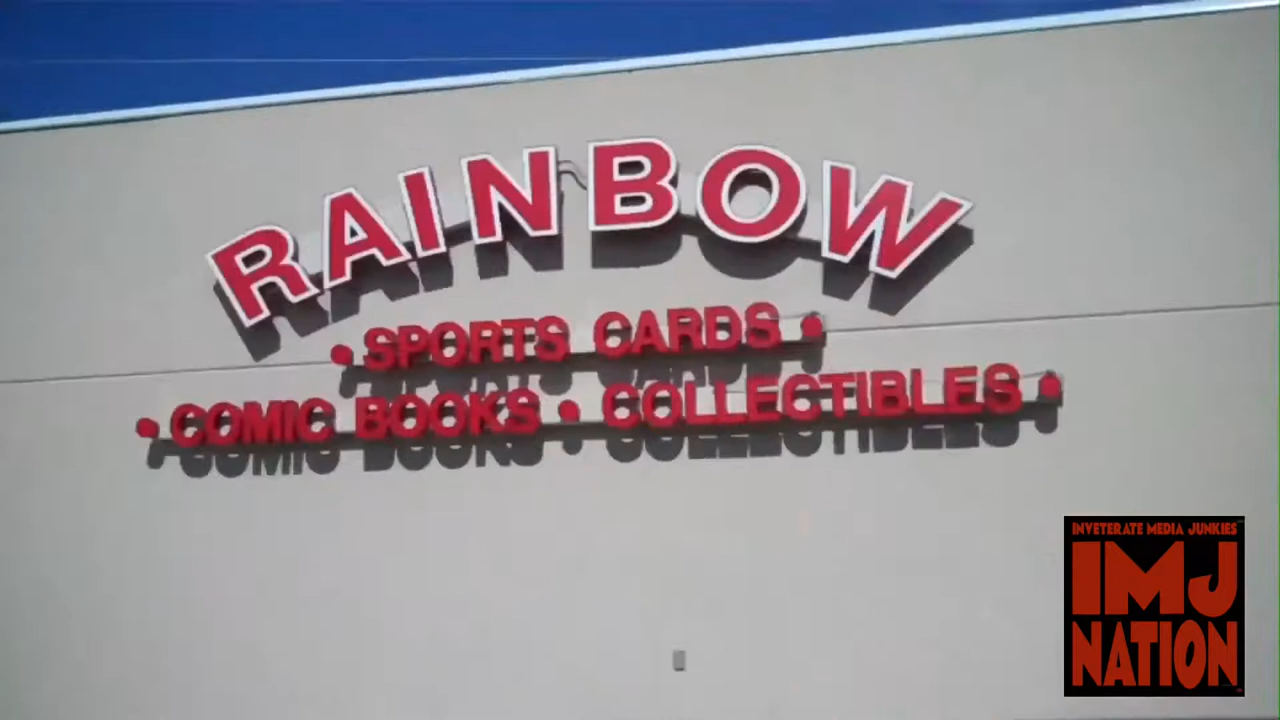 RAINBOW
• SPORTS CARDS •
• COMIC BOOKS • COLLECTIBLES •
INVETERATE MEDIA JUNKIES
IMJ
NATION